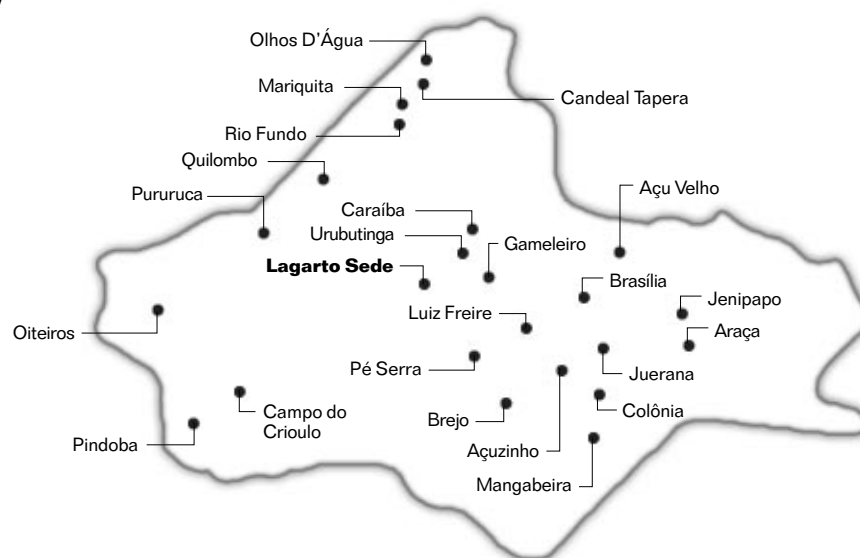 Olhos D'Água
Mariquita
Candeal Tapera
Rio Fundo
Quilombo
Pururuca
Açu Velho
Caraíba
Urubutinga
Gameleiro
Lagarto Sede
Brasília
Jenipapo
Luiz Freire
Oiteiros
Araça
Pé Serra
Juerana
Campo do
Crioulo
Brejo
Colônia
Pindoba
Açuzinho
Mangabeira